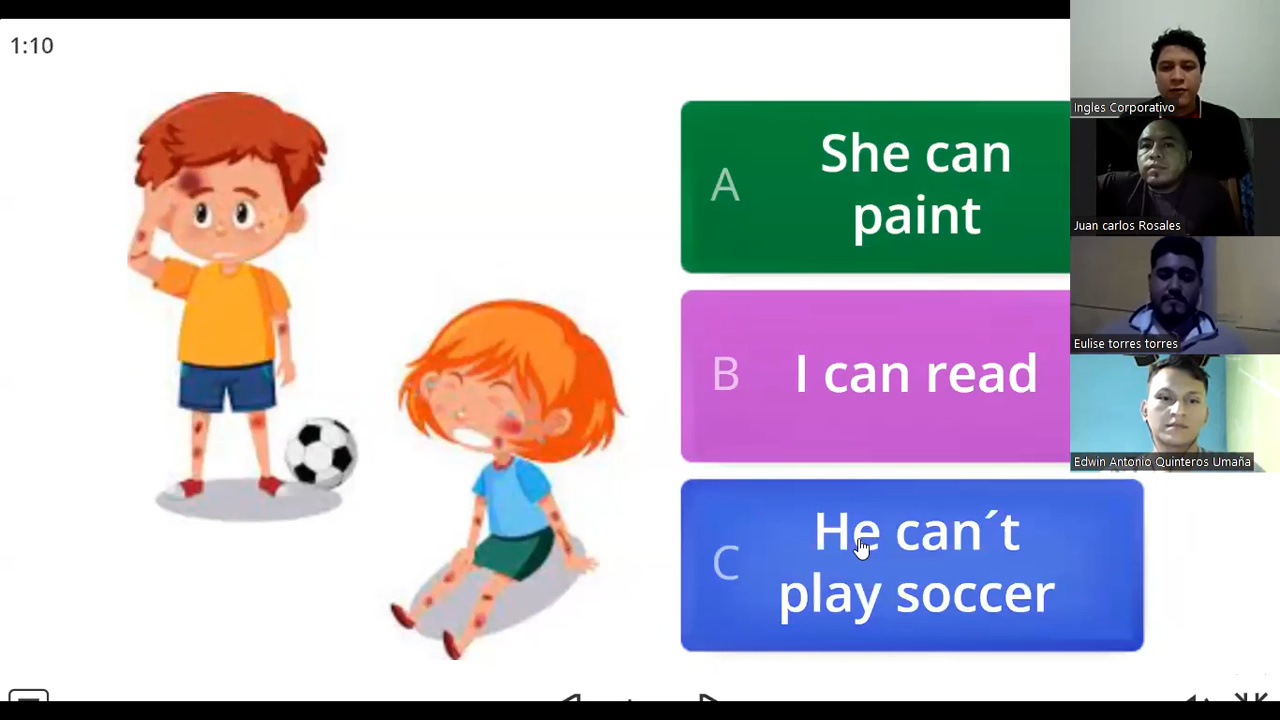 1:10
A
She can
paint
B
I can read
C
He can´t
play soccer
Ingles Corporativo
Juan carlos Rosales
Eulise torres torres
Edwin Antonio Quinteros Umaña